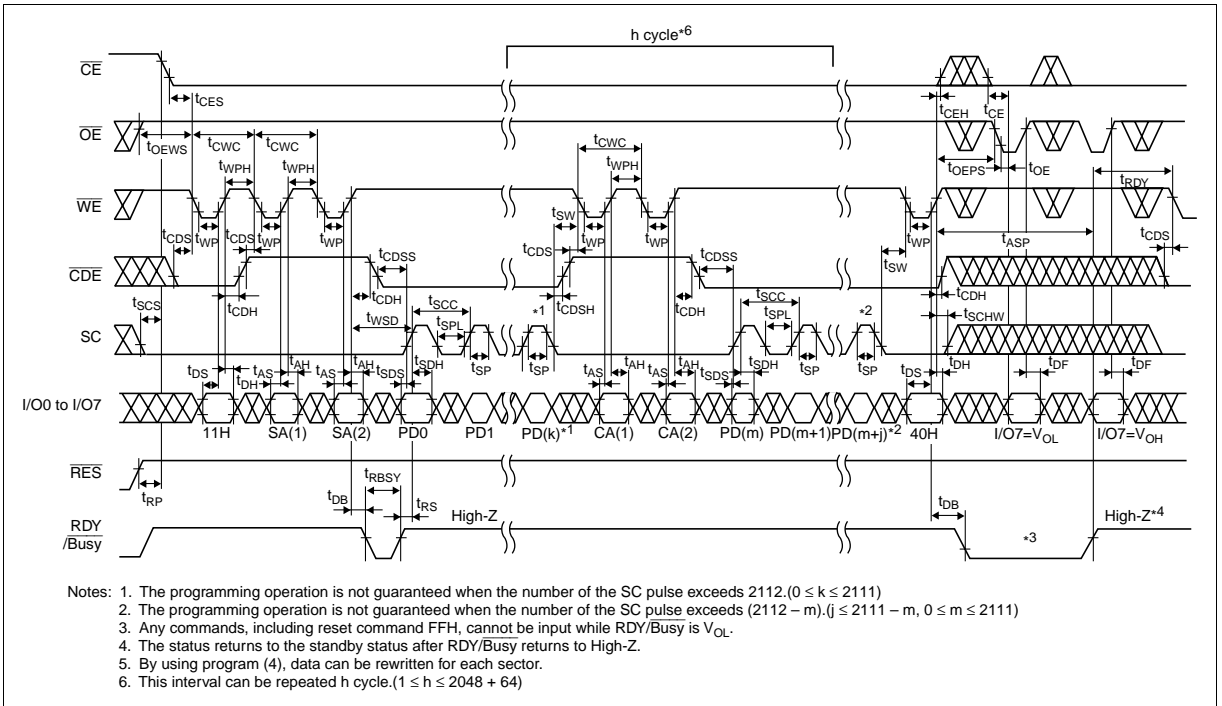 h cycle*6
CE
tCES
tCEH
tCE
OE
tOEWS
tCWC
tCWC
tCWC
tWPH
tWPH
tWPH
tOEPS
tOE
tRDY
WE
tCDS
tWP
tCDS
tWP
tWP
tSW
tCDS
tWP
tWP
tSW
tWP
tASP
tCDS
CDE
tSCS
tCDH
tCDH
tCDSS
tCDSH
tCDH
tCDSS
tCDH
tWSD
tSCC
tSPL
*1
tSCC
tSPL
*2
tSCHW
SC
tSP
tSP
tSP
tSP
tDS
tDH
tAS
tAH
tAS
tAH
tSDS
tSDH
tAS
tAH
tAS
tAH
tSDS
tSDH
tDS
tDH
tDF
tDF
I/O0 to I/O7
11H
SA(1)
SA(2)
PD0
PD1
PD(k)*1
CA(1)
CA(2)
PD(m)
PD(m+1)
PD(m+j)*2
40H
I/O7=VOL
I/O7=VOH
RES
tRP
tDB
tRBSY
tRS
tDB
RDY
/Busy
High-Z
*3
High-Z*4
Notes: 1. The programming operation is not guaranteed when the number of the SC pulse exceeds 2112.(0 ≤ k ≤ 2111)
2. The programming operation is not guaranteed when the number of the SC pulse exceeds (2112 – m).(j ≤ 2111 – m, 0 ≤ m ≤ 2111)
3. Any commands, including reset command FFH, cannot be input while RDY/Busy is VOL.
4. The status returns to the standby status after RDY/Busy returns to High-Z.
5. By using program (4), data can be rewritten for each sector.
6. This interval can be repeated h cycle.(1 ≤ h ≤ 2048 + 64)